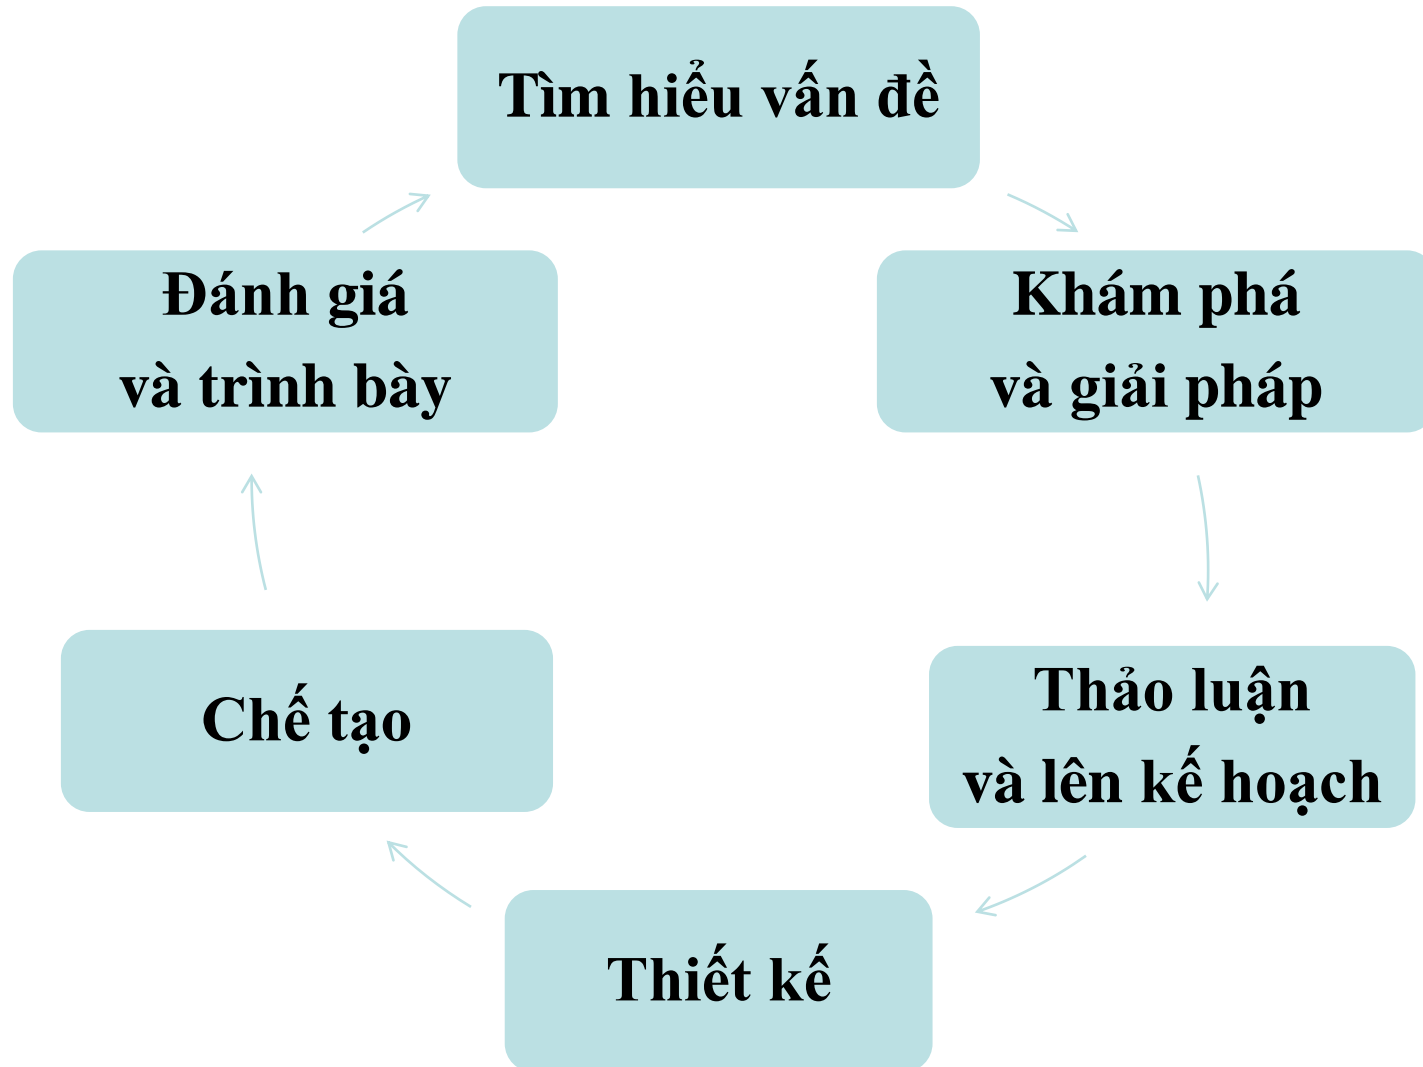 Tìm hiểu vấn đề
Khám phá
và giải pháp
Thảo luận
và lên kế hoạch
Thiết kế
Chế tạo
Đánh giá
và trình bày